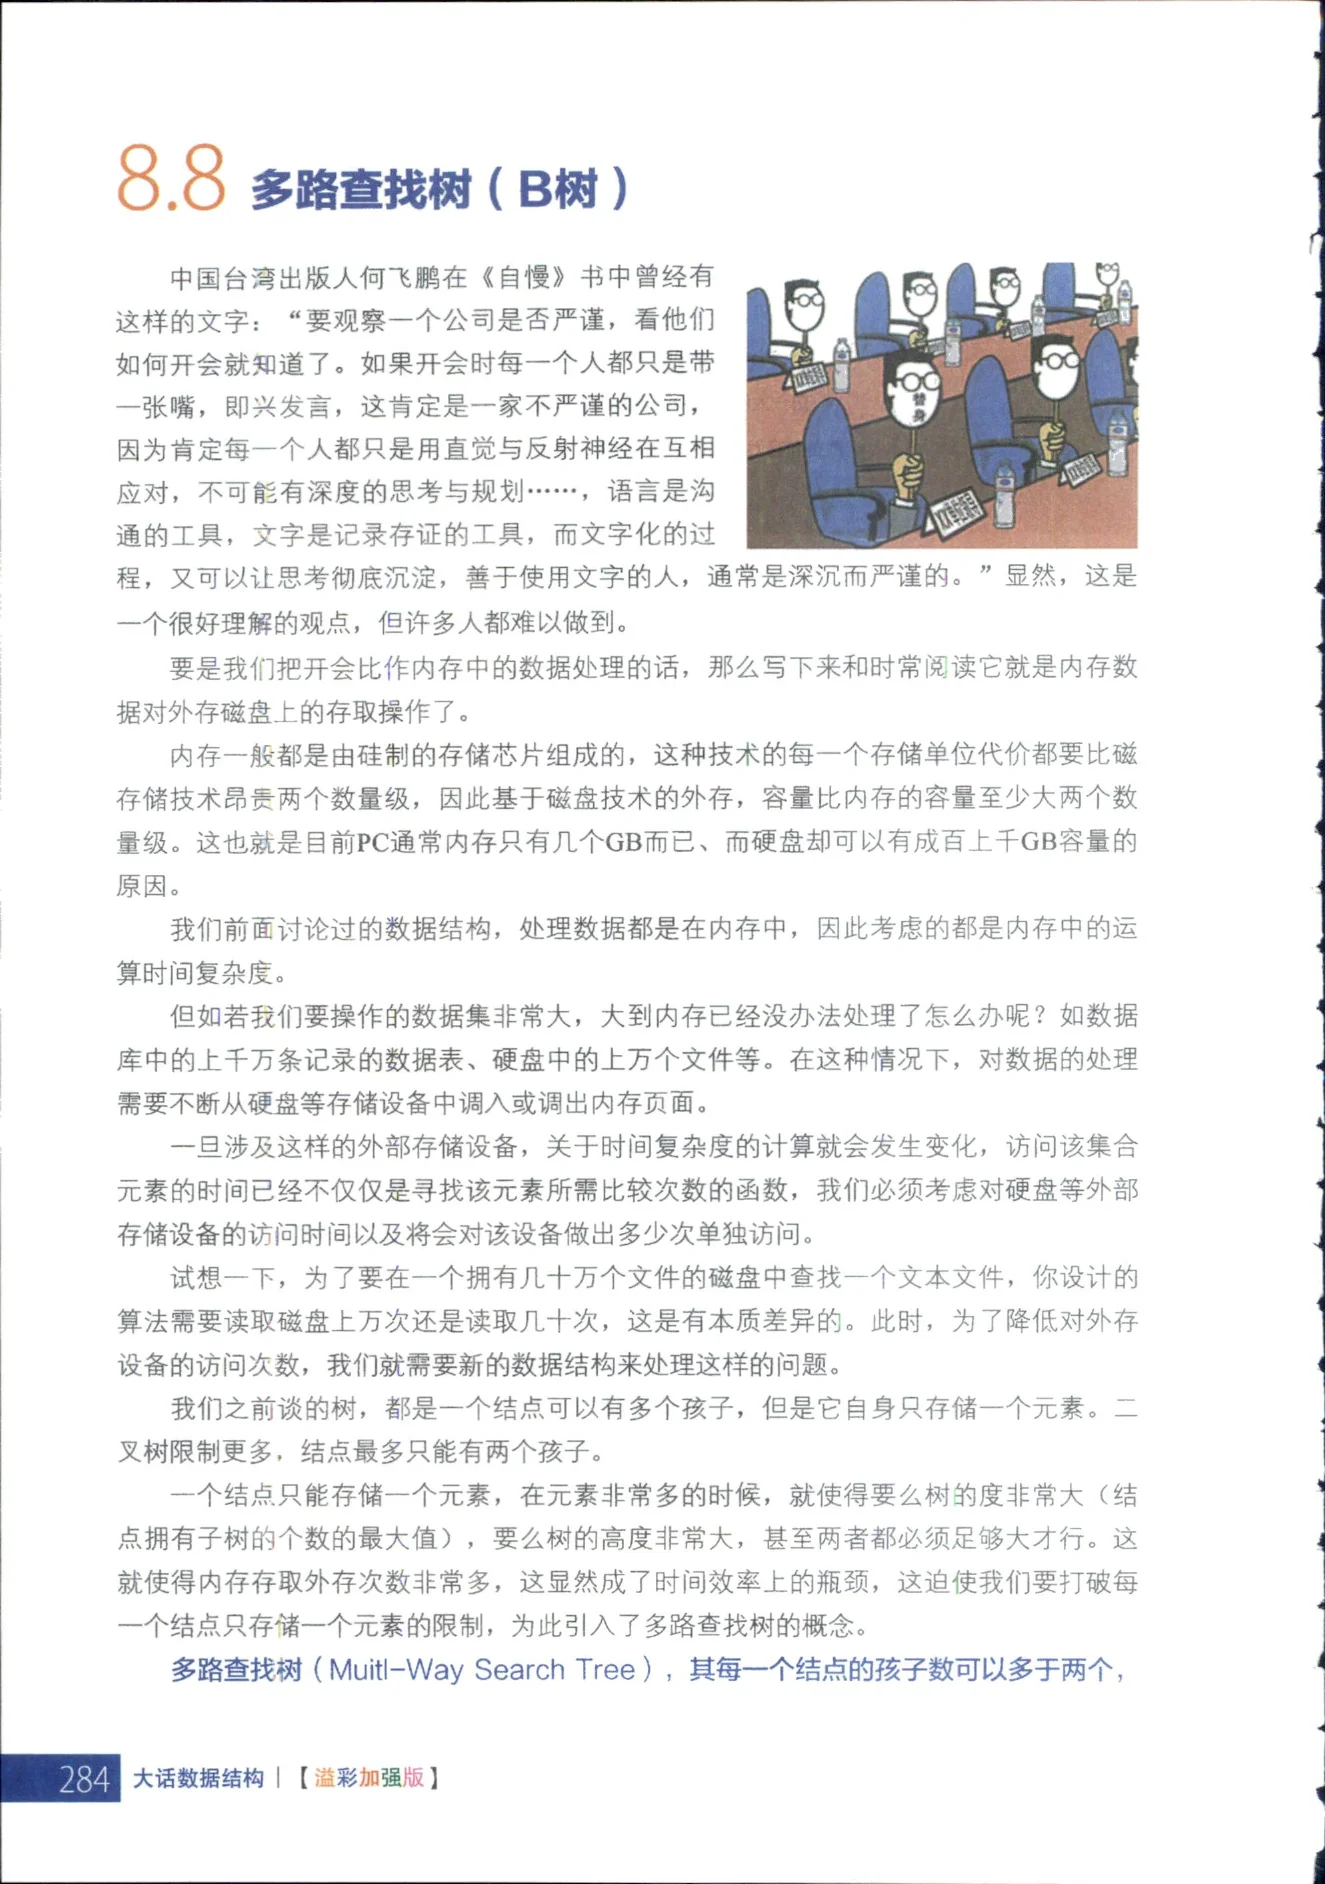 8.8 多路查找树（B树）
中国台湾出版人何飞鹏在《自慢》书中曾经有
这样的文字：“要观察一个公司是否严谨，看他们
如何开会就知道了。如果开会时每一个人都只是带
一张嘴，即兴发言，这肯定是一家不严谨的公司，
因为肯定每一个人都只是用直觉与反射神经在互相
应对，不可能有深度的思考与规划……，语言是沟
通的工具，文字是记录存证的工具，而文字化的过
程，又可以让思考彻底沉淀，善于使用文字的人，通常是深沉而严谨的。”显然，这是
一个很好理解的观点，但许多人都难以做到。
替身
要是我们把开会比作内存中的数据处理的话，那么写下来和时常阅读它就是内存数
据对外存磁盘上的存取操作了。
内存一般都是由硅制的存储芯片组成的，这种技术的每一个存储单位代价都要比磁
存储技术昂贵两个数量级，因此基于磁盘技术的外存，容量比内存的容量至少大两个数
量级。这也就是目前PC通常内存只有几个GB而已、而硬盘却可以有成百上千GB容量的
原因。
我们前面讨论过的数据结构，处理数据都是在内存中，因此考虑的都是内存中的运
算时间复杂度。
但如若我们要操作的数据集非常大，大到内存已经没办法处理了怎么办呢？如数据
库中的上千万条记录的数据表、硬盘中的上万个文件等。在这种情况下，对数据的处理
需要不断从硬盘等存储设备中调入或调出内存页面。
一旦涉及这样的外部存储设备，关于时间复杂度的计算就会发生变化，访问该集合
元素的时间已经不仅仅是寻找该元素所需比较次数的函数，我们必须考虑对硬盘等外部
存储设备的访问时间以及将会对该设备做出多少次单独访问。
试想一下，为了要在一个拥有几十万个文件的磁盘中查找一个文本文件，你设计的
算法需要读取磁盘上万次还是读取几十次，这是有本质差异的。此时，为了降低对外存
设备的访问次数，我们就需要新的数据结构来处理这样的问题。
我们之前谈的树，都是一个结点可以有多个孩子，但是它自身只存储一个元素。二
叉树限制更多，结点最多只能有两个孩子。
一个结点只能存储一个元素，在元素非常多的时候，就使得要么树的度非常大（结
点拥有子树的个数的最大值），要么树的高度非常大，甚至两者都必须足够大才行。这
就使得内存存取外存次数非常多，这显然成了时间效率上的瓶颈，这迫使我们要打破每
一个结点只存储一个元素的限制，为此引入了多路查找树的概念。
多路查找树（Muitl-Way Search Tree），其每一个结点的孩子数可以多于两个，
284 大话数据结构 | 【溢彩加强版】